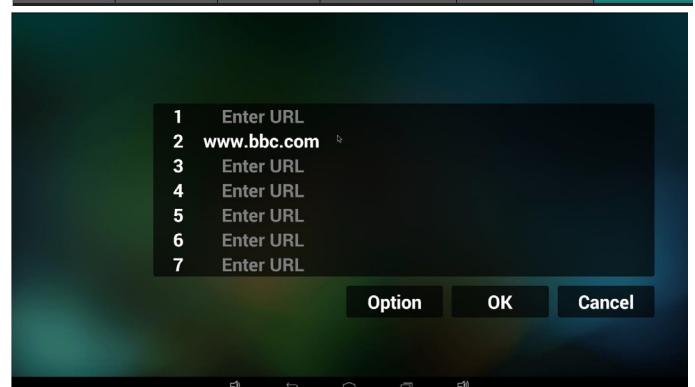 1 Enter URL
2 www.bbc.com
3 Enter URL
4 Enter URL
5 Enter URL
6 Enter URL
7 Enter URL
Option OK Cancel